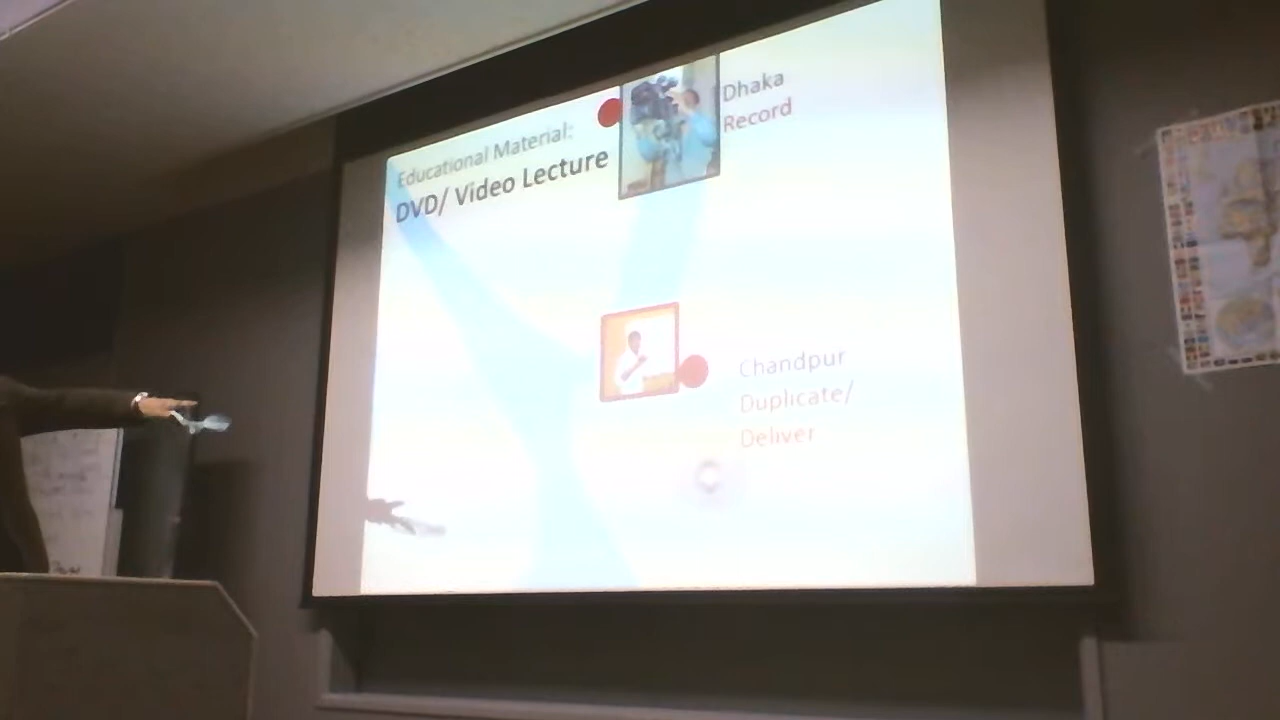 Educational Material:
DVD/ Video Lecture
Dhaka
Record
Chandpur
Duplicate/
Deliver